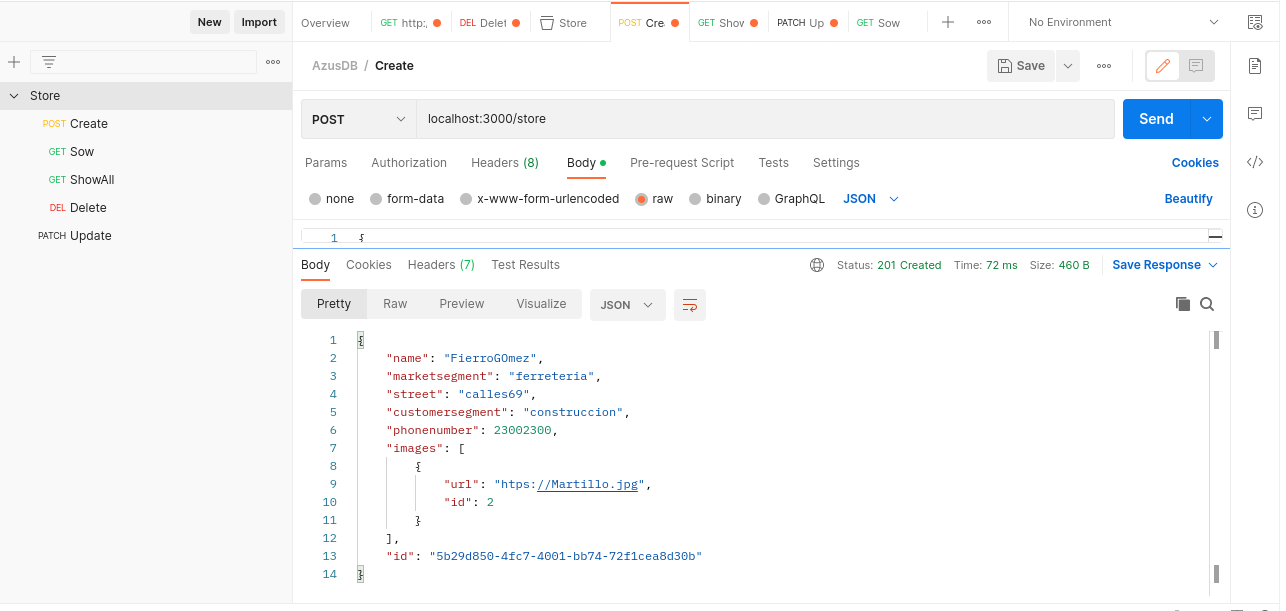 New Import Overview GET http:, DEL Delet Store POST Cre GET Show PATCH Up GET Sow No Environment
AzusDB / Create Save
Store
POST localhost:3000/store Send
POST Create
GET Sow
GET ShowAll
DEL Delete
PATCH Update
Params Authorization Headers (8) Body Pre-request Script Tests Settings Cookies
none form-data x-www-form-urlencoded raw binary GraphQL JSON Beautify
1 {
Body Cookies Headers (7) Test Results Status: 201 Created Time: 72 ms Size: 460 B Save Response
Pretty Raw Preview Visualize JSON
1 {
2 "name": "FierroGOmez",
3 "marketsegment": "ferreteria",
4 "street": "calles69",
5 "customersegment": "construccion",
6 "phonenumber": 23002300,
7 "images": [
8 {
9 "url": "htps://Martillo.jpg",
10 "id": 2
11 }
12 ],
13 "id": "5b29d850-4fc7-4001-bb74-72f1cea8d30b"
14 }